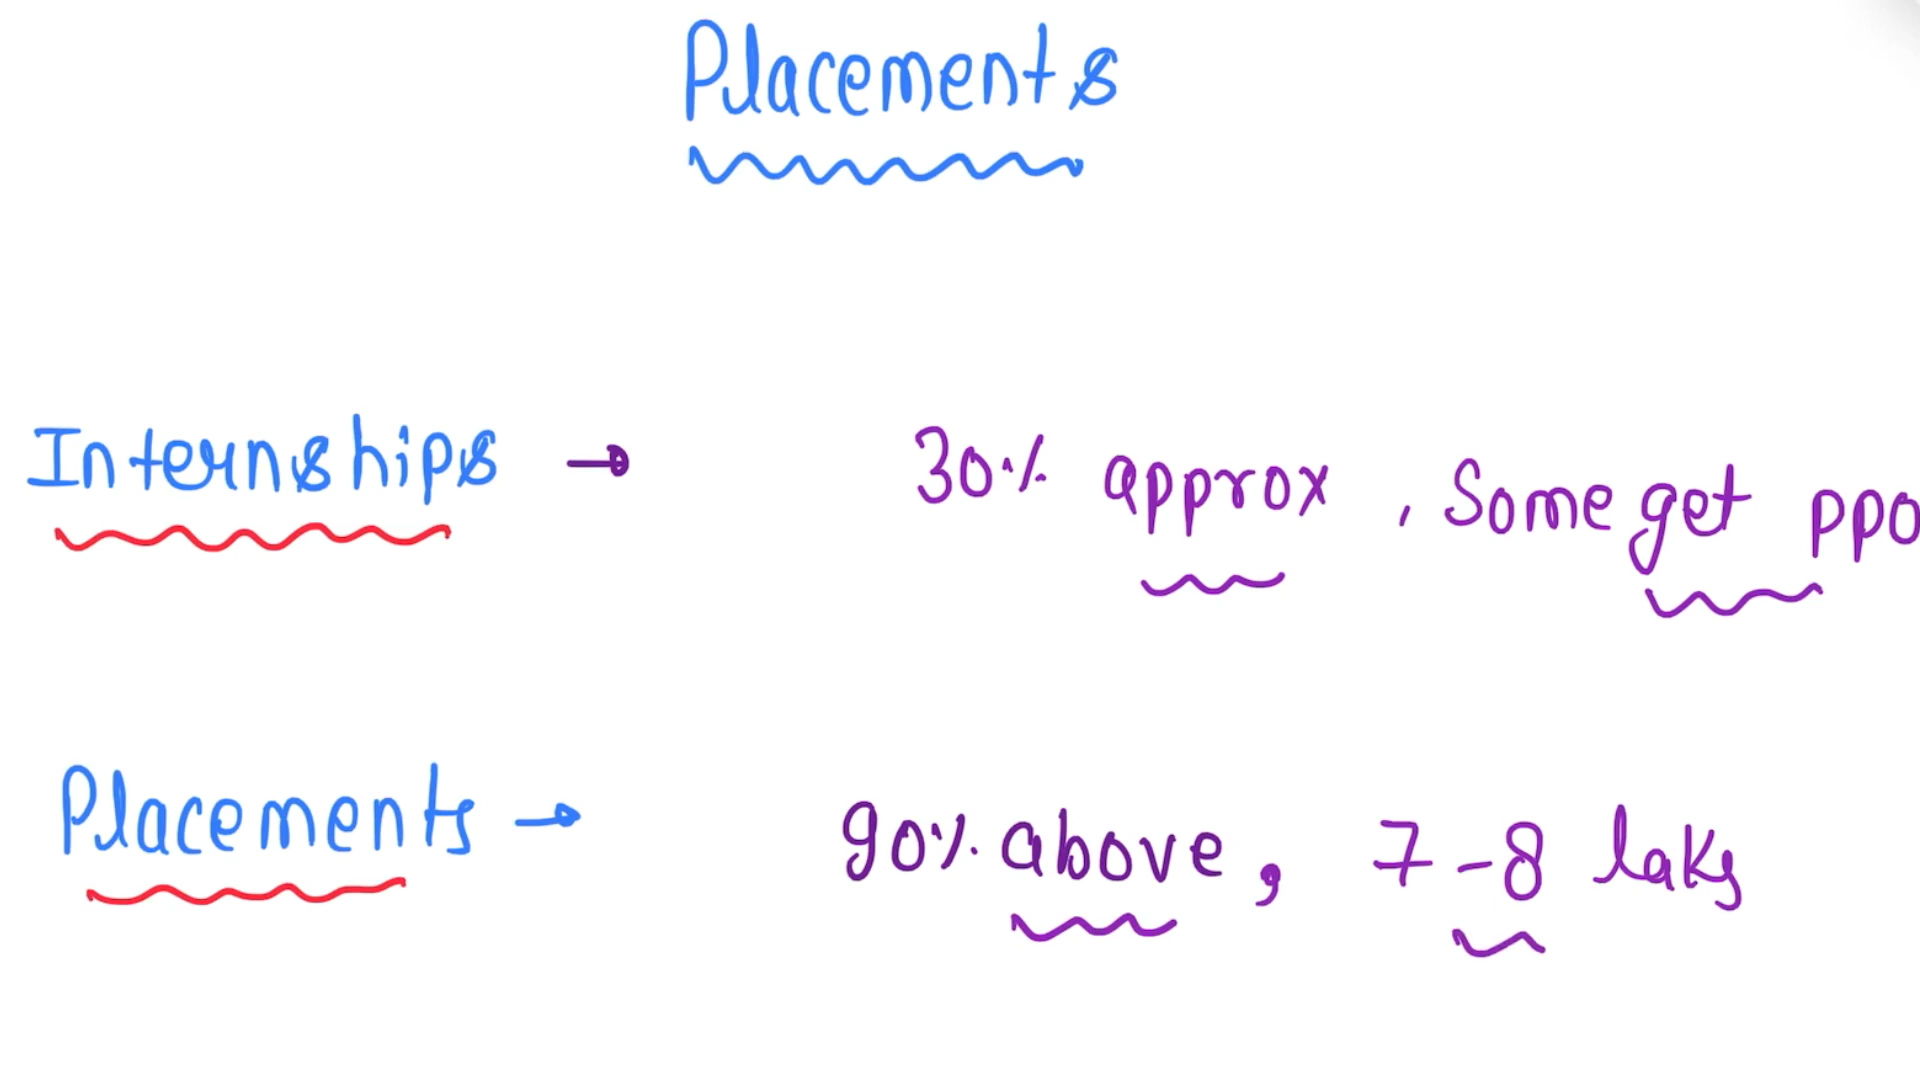 Placements
Internships → 30% approx , Some get ppo
Placements → 90% above, 7-8 laks